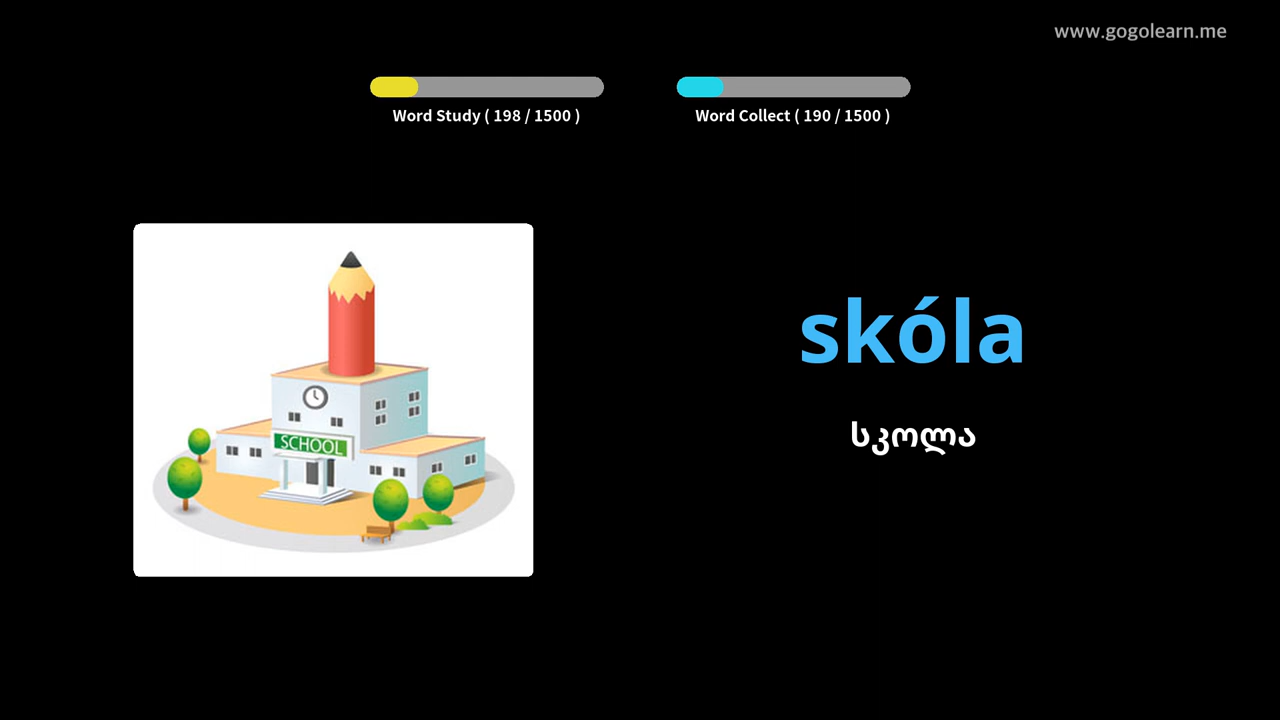 www.gogolearn.me
Word Study ( 198 / 1500 )
Word Collect ( 190 / 1500 )
SCHOOL
skóla
სკოლა